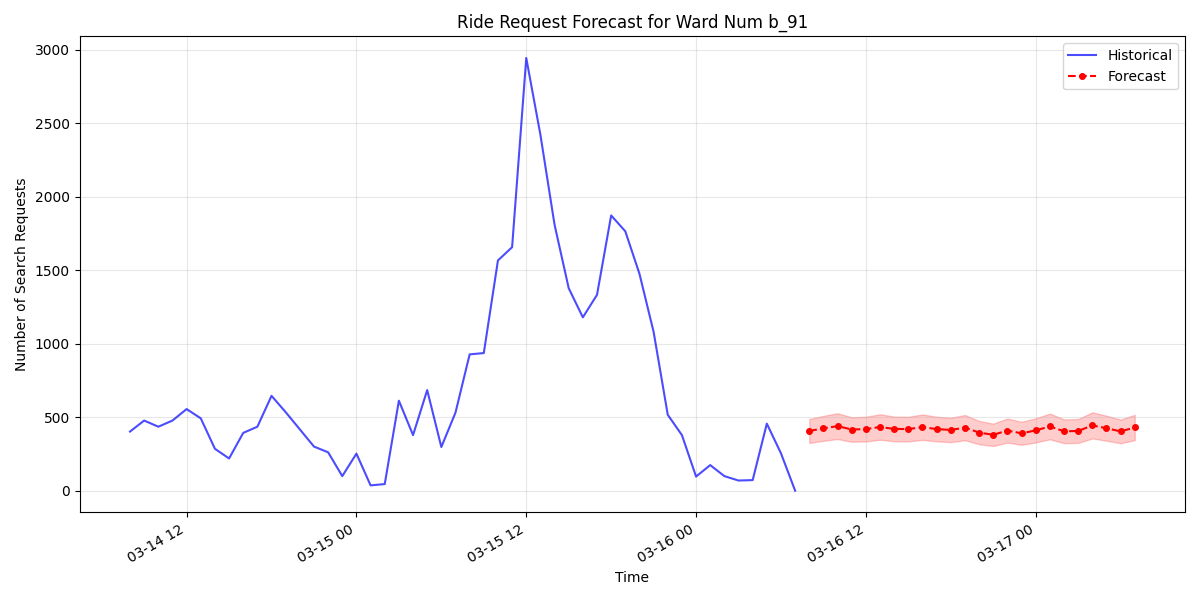 Ride Request Forecast for Ward Num b_91
Number of Search Requests
3000
2500
2000
1500
1000
500
0
Historical
Forecast
03-14 12
03-15 00
03-15 12
03-16 00
03-16 12
03-17 00
Time